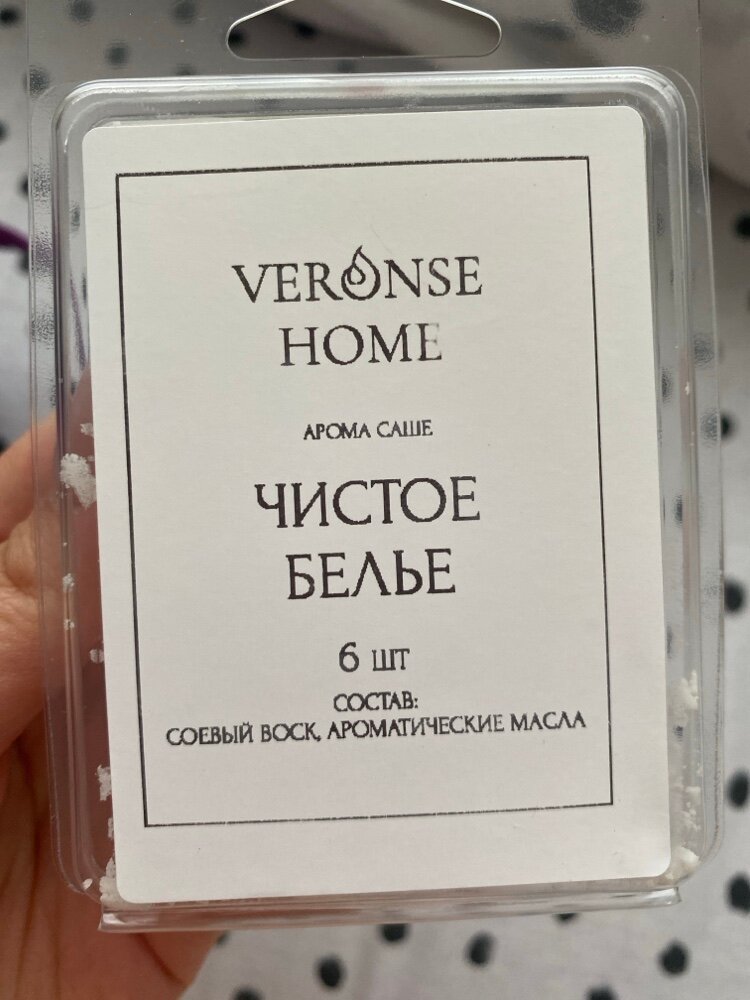 VERONSE
HOME
АРОМА САШЕ
ЧИСТОЕ
БЕЛЬЕ
6 ШТ
СОСТАВ:
СОЕВЫЙ ВОСК, АРОМАТИЧЕСКИЕ МАСЛА